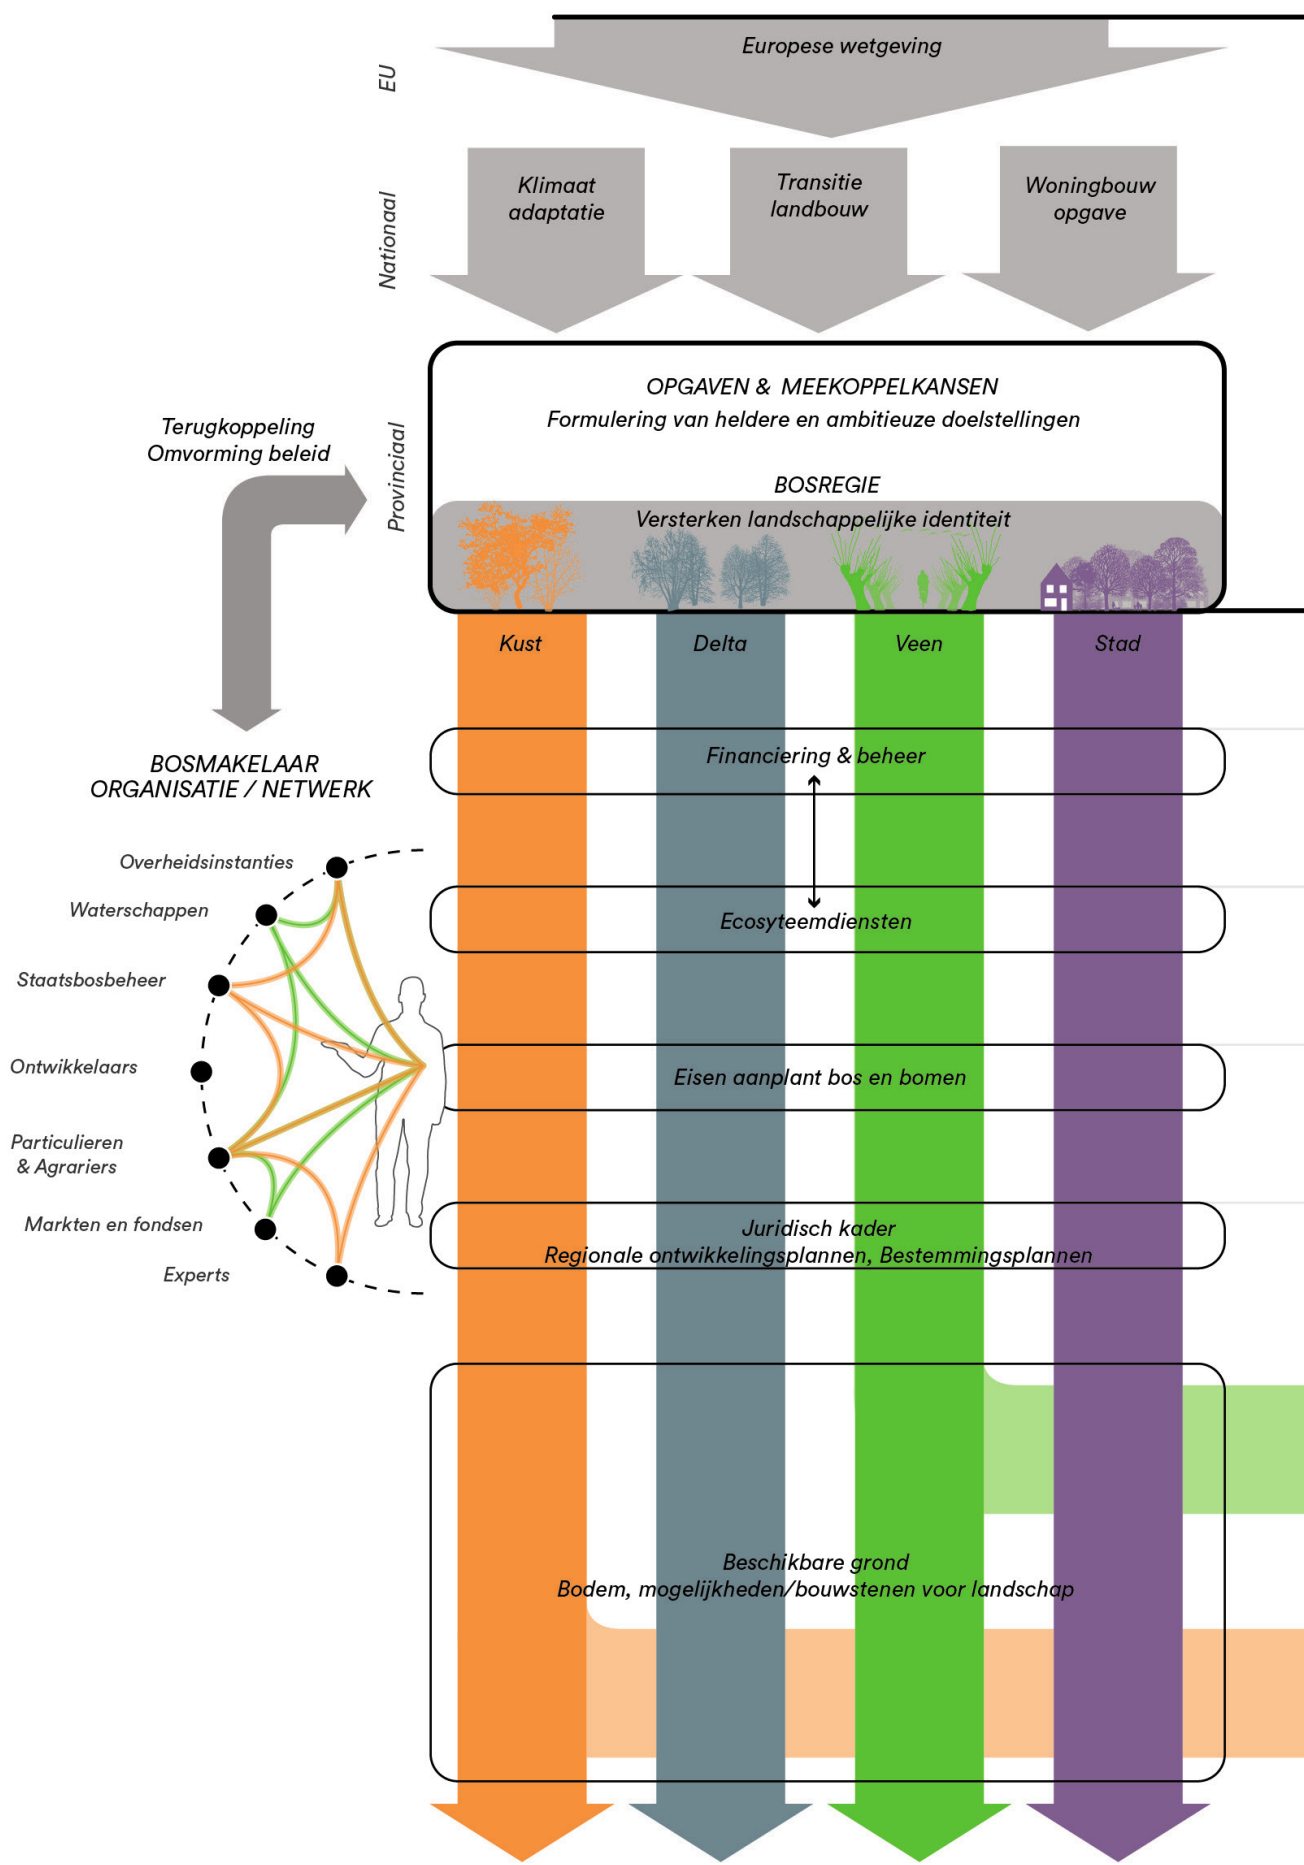 Europese wetgeving
EU
Klimaat
adaptatie
Transitie
landbouw
Woningbouw
opgave
Nationaal
OPGAVEN & MEEKOPPELKANSEN
Formulering van heldere en ambitieuze doelstellingen
Terugkoppeling
Omvorming beleid
Provinciaal
BOSREGIE
Versterken landschappelijke identiteit
Kust
Delta
Veen
Stad
BOSMAKELAAR
ORGANISATIE / NETWERK
Financiering & beheer
Overheidsinstanties
Waterschappen
Ecosyteemdiensten
Staatsbosbeheer
Ontwikkelaars
Eisen aanplant bos en bomen
Particulieren
& Agrariers
Markten en fondsen
Juridisch kader
Regionale ontwikkelingsplannen, Bestemmingsplannen
Experts
Beschikbare grond
Bodem, mogelijkheden/bouwstenen voor landschap